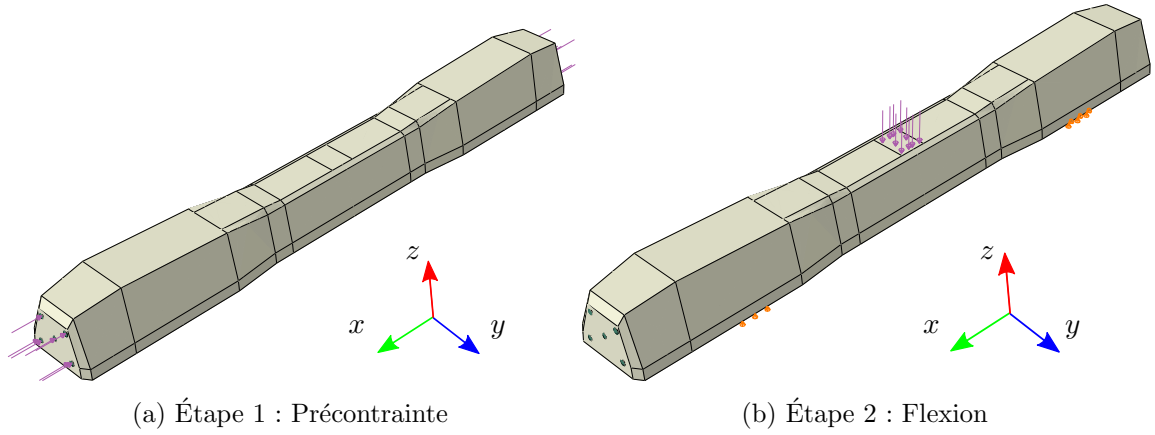 z
x
y
z
x
y
(a) Étape 1 : Précontrainte
(b) Étape 2 : Flexion